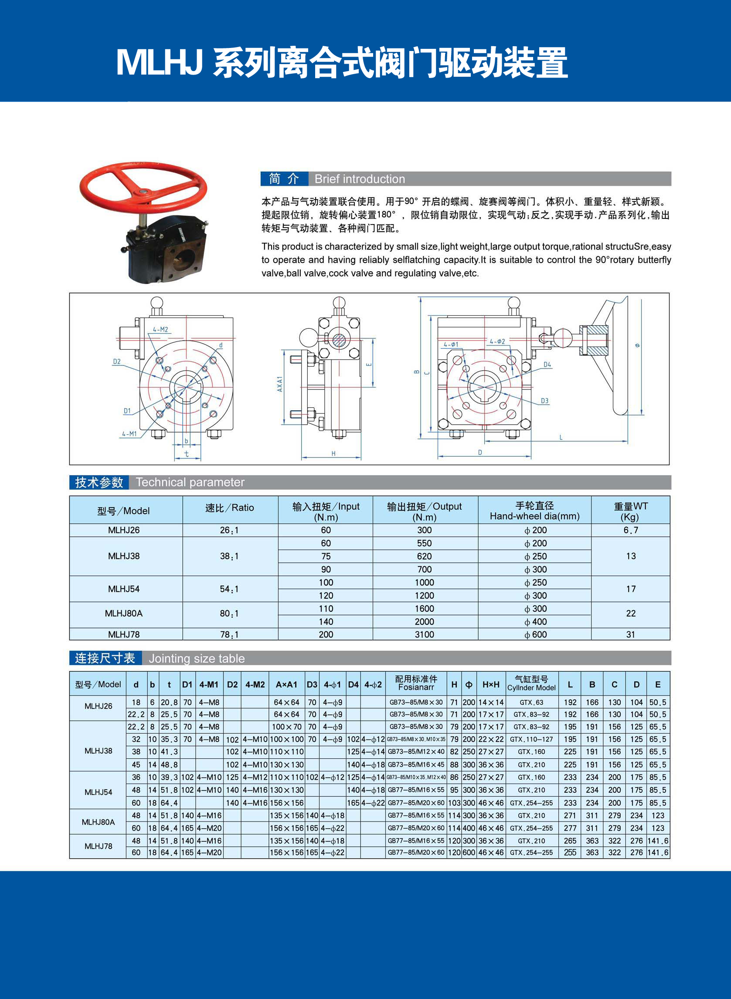 MLHJ 系列离合式阀门驱动装置
简 介 Brief introduction
本产品与气动装置联合使用。用于90°开启的蝶阀、旋赛阀等阀门。体积小、重量轻、样式新颖。
提起限位销，旋转偏心装置180°，限位销自动限位，实现气动;反之,实现手动.产品系列化,输出
转矩与气动装置、各种阀门匹配。
This product is characterized by small size,light weight,large output torque,rational structuSre,easy
to operate and having reliably selflatching capacity.It is suitable to control the 90°rotary butterfly
valve,ball valve,cock valve and regulating valve,etc.
4-M2
d
D2
D1
4-M1
b
t
AXA1
E
H
4-Φ1
4-Φ2
B
C
D4
D3
Φ
L
D
技术参数 Technical parameter
型号/Model 速比/Ratio 输入扭矩/Input (N.m) 输出扭矩/Output (N.m) 手轮直径 Hand-wheel dia(mm) 重量WT (Kg)
MLHJ26 26:1 60 300 ф200 6.7
MLHJ38 38:1 60 550 ф200 13
75 620 ф250
90 700 ф300
MLHJ54 54:1 100 1000 ф250 17
120 1200 ф300
MLHJ80A 80:1 110 1600 ф300 22
140 2000 ф400
MLHJ78 78:1 200 3100 ф600 31
连接尺寸表 Jointing size table
型号/Model d b t D1 4-M1 D2 4-M2 A×A1 D3 4-ф1 D4 4-ф2 配用标准件 Fosianarr H Ф H×H 气缸型号 Cyllnder Model L B C D E
MLHJ26 18 6 20.8 70 4—M8 64×64 70 4—ф9 GB73—85/M8×30 71 200 14×14 GTX.63 192 166 130 104 50.5
22.2 8 25.5 70 4—M8 64×64 70 4—ф9 GB73—85/M8×30 71 200 17×17 GTX.83—92 192 166 130 104 50.5
MLHJ38 22.2 8 25.5 70 4—M8 100×70 70 4—ф9 GB73—85/M8×30 79 200 17×17 GTX.83—92 195 191 156 125 65.5
32 10 35.3 70 4—M8 102 4—M10 100×100 70 4—ф9 102 4—ф12 GB73—85/M8×30.M10×35 79 200 22×22 GTX.110—127 195 191 156 125 65.5
38 10 41.3 102 4—M10 110×110 125 4—ф14 GB73—85/M12×40 82 250 27×27 GTX.160 225 191 156 125 65.5
45 14 48.8 102 4—M10 130×130 140 4—ф18 GB73—85/M16×45 88 300 36×36 GTX.210 225 191 156 125 65.5
MLHJ54 36 10 39.3 102 4—M10 125 4—M12 110×110 102 4—ф12 125 4—ф14 GB73—85/M10×35.M12×40 86 250 27×27 GTX.160 233 234 200 175 85.5
48 14 51.8 102 4—M10 140 4—M16 130×130 140 4—ф18 GB77—85/M16×55 95 300 36×36 GTX.210 233 234 200 175 85.5
60 18 64.4 140 4—M16 156×156 165 4—ф22 GB77—85/M20×60 103 300 46×46 GTX.254—255 233 234 200 175 85.5
MLHJ80A 48 14 51.8 140 4—M16 135×156 140 4—ф18 GB77—85/M16×55 114 300 36×36 GTX.210 271 311 279 234 123
60 18 64.4 165 4—M20 156×156 165 4—ф22 GB77—85/M20×60 114 400 46×46 GTX.254—255 277 311 279 234 123
MLHJ78 48 14 51.8 140 4—M16 135×156 140 4—ф18 GB77—85/M16×55 120 300 36×36 GTX.210 265 363 322 276 141.6
60 18 64.4 165 4—M20 156×156 165 4—ф22 GB77—85/M20×60 120 600 46×46 GTX.254—255 255 363 322 276 141.6